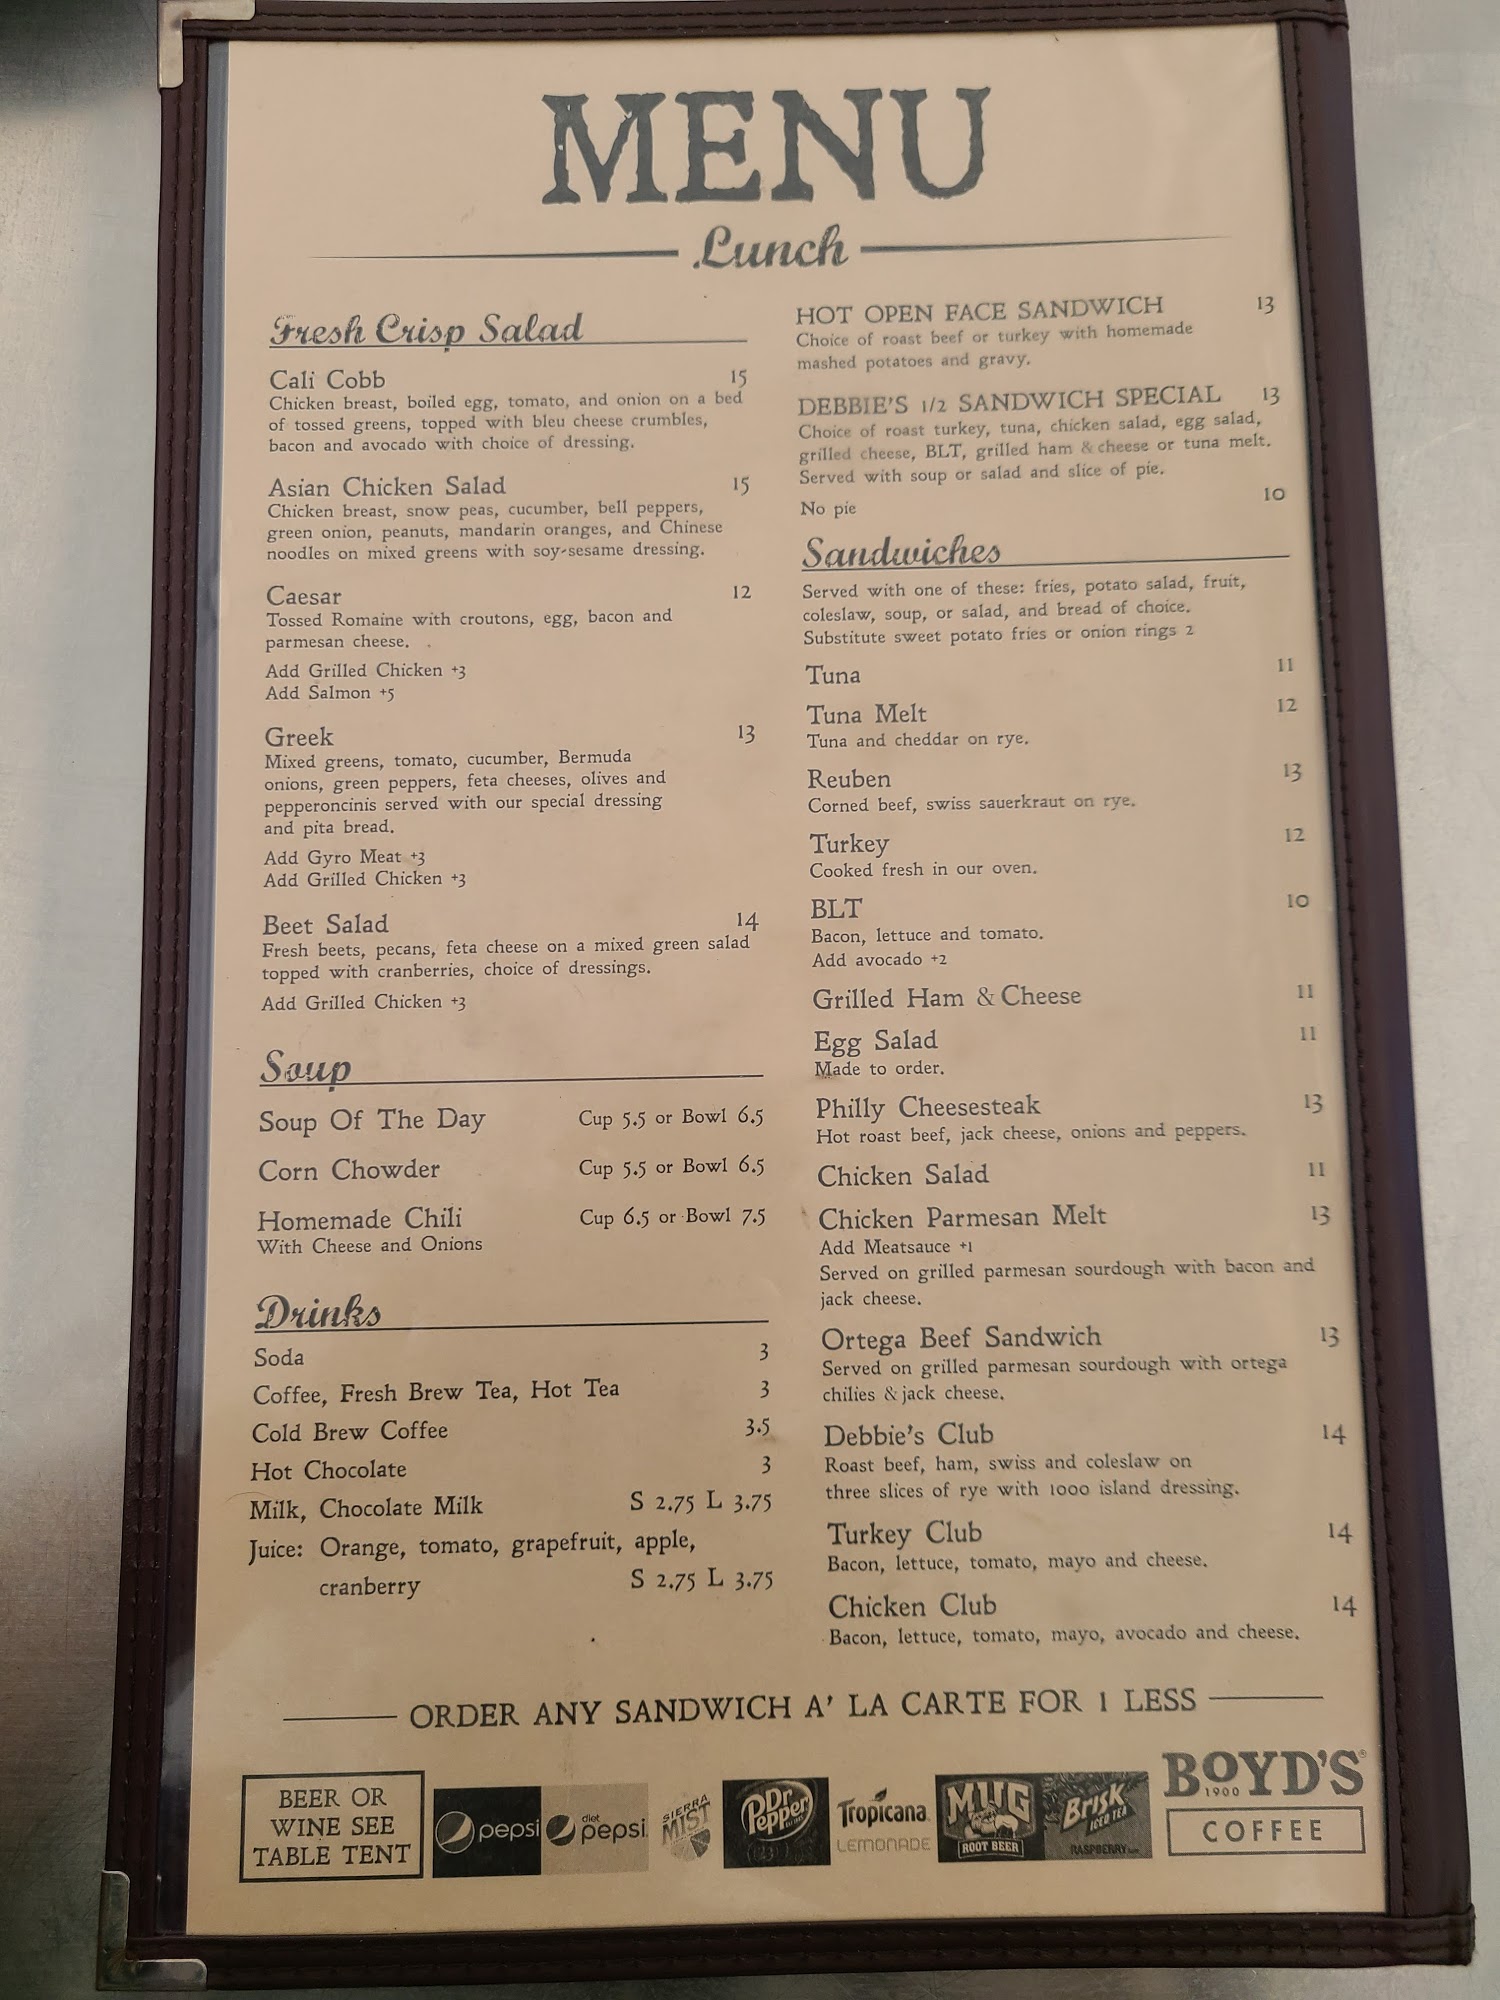 MENU
Lunch
Fresh Crisp Salad
Cali Cobb 15
Chicken breast, boiled egg, tomato, and onion on a bed
of tossed greens, topped with bleu cheese crumbles,
bacon and avocado with choice of dressing.
Asian Chicken Salad 15
Chicken breast, snow peas, cucumber, bell peppers,
green onion, peanuts, mandarin oranges, and Chinese
noodles on mixed greens with soy-sesame dressing.
Caesar 12
Tossed Romaine with croutons, egg, bacon and
parmesan cheese.
Add Grilled Chicken +3
Add Salmon +5
Greek 13
Mixed greens, tomato, cucumber, Bermuda
onions, green peppers, feta cheeses, olives and
pepperoncinis served with our special dressing
and pita bread.
Add Gyro Meat +3
Add Grilled Chicken +3
Beet Salad 14
Fresh beets, pecans, feta cheese on a mixed green salad
topped with cranberries, choice of dressings.
Add Grilled Chicken +3
Soup
Soup Of The Day Cup 5.5 or Bowl 6.5
Corn Chowder Cup 5.5 or Bowl 6.5
Homemade Chili Cup 6.5 or Bowl 7.5
With Cheese and Onions
Drinks
Soda 3
Coffee, Fresh Brew Tea, Hot Tea 3
Cold Brew Coffee 3.5
Hot Chocolate 3
Milk, Chocolate Milk S 2.75 L 3.75
Juice: Orange, tomato, grapefruit, apple,
cranberry S 2.75 L 3.75
HOT OPEN FACE SANDWICH 13
Choice of roast beef or turkey with homemade
mashed potatoes and gravy.
DEBBIE'S 1/2 SANDWICH SPECIAL 13
Choice of roast turkey, tuna, chicken salad, egg salad,
grilled cheese, BLT, grilled ham & cheese or tuna melt.
Served with soup or salad and slice of pie.
No pie 10
Sandwiches
Served with one of these: fries, potato salad, fruit,
coleslaw, soup, or salad, and bread of choice.
Substitute sweet potato fries or onion rings 2
Tuna 11
Tuna Melt 12
Tuna and cheddar on rye.
Reuben 13
Corned beef, swiss sauerkraut on rye.
Turkey 12
Cooked fresh in our oven.
BLT 10
Bacon, lettuce and tomato.
Add avocado +2
Grilled Ham & Cheese 11
Egg Salad 11
Made to order.
Philly Cheesesteak 13
Hot roast beef, jack cheese, onions and peppers.
Chicken Salad 11
Chicken Parmesan Melt 13
Add Meatsauce +1
Served on grilled parmesan sourdough with bacon and
jack cheese.
Ortega Beef Sandwich 13
Served on grilled parmesan sourdough with ortega
chilies & jack cheese.
Debbie's Club 14
Roast beef, ham, swiss and coleslaw on
three slices of rye with 1000 island dressing.
Turkey Club 14
Bacon, lettuce, tomato, mayo and cheese.
Chicken Club 14
Bacon, lettuce, tomato, mayo, avocado and cheese.
ORDER ANY SANDWICH A' LA CARTE FOR 1 LESS
BEER OR
WINE SEE
TABLE TENT
pepsi
diet
pepsi
SIERRA
MIST
Dr
Pepper
Tropicana
LEMONADE
MUG
ROOT BEER
BRISK
ICED TEA
RASPBERRY
BOYD'S
1900
COFFEE